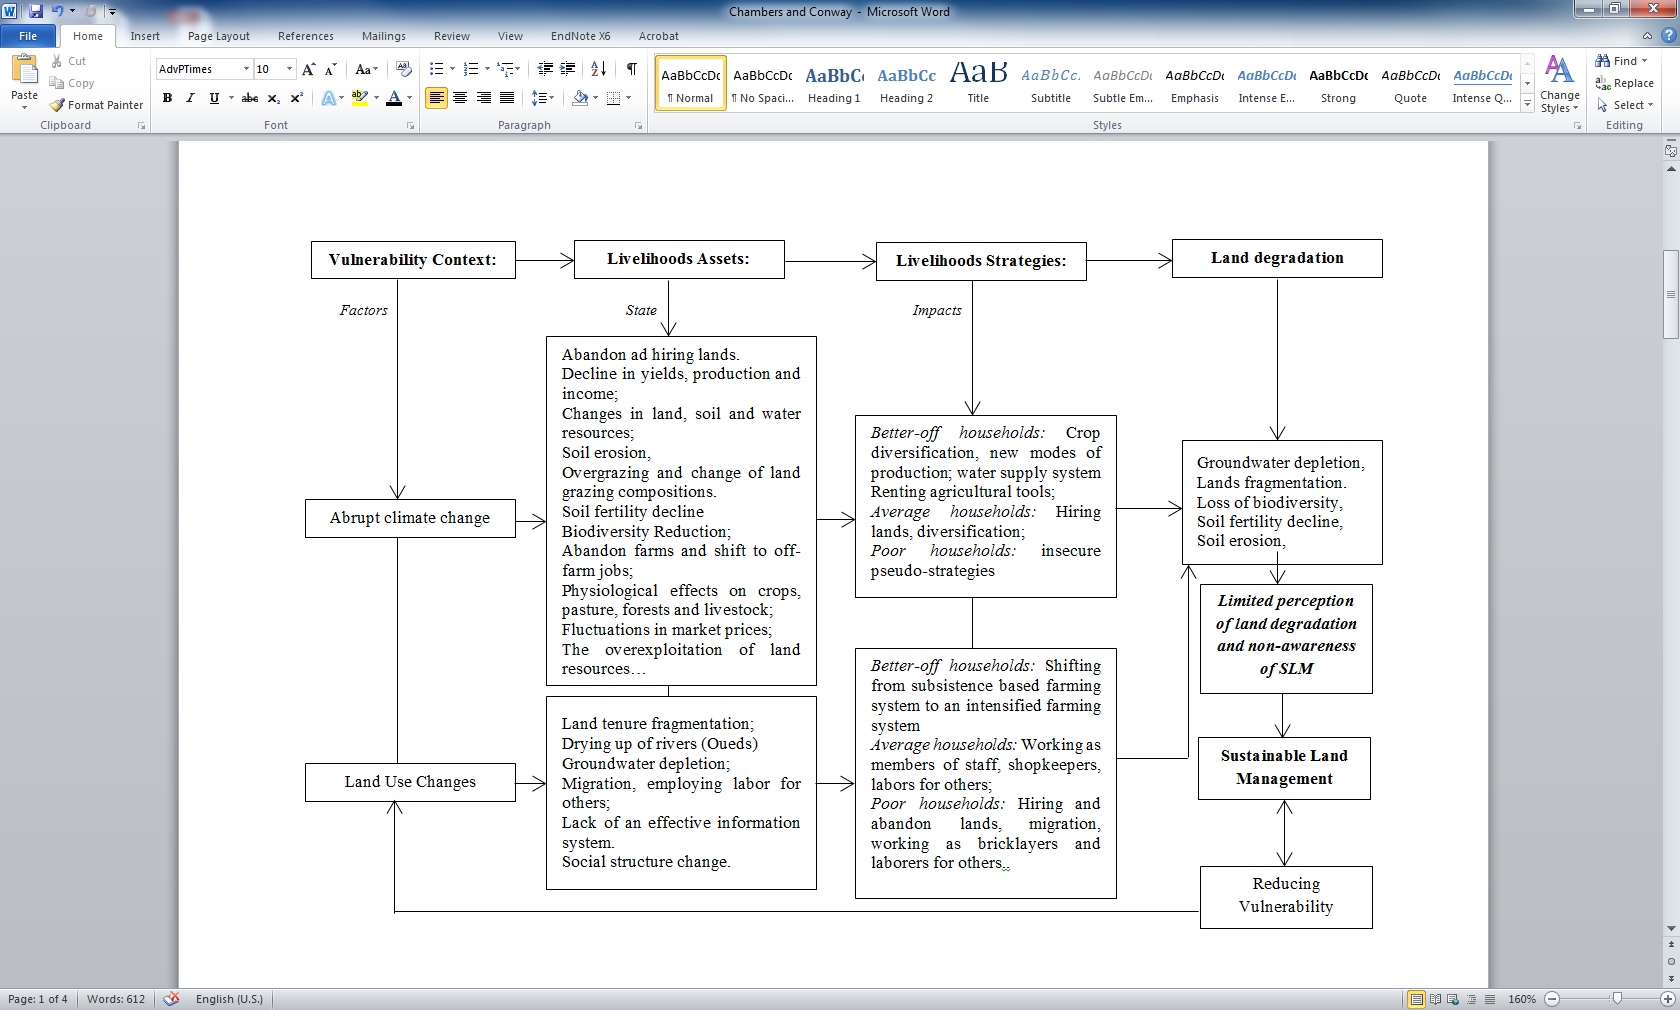 Chambers and Conway - Microsoft Word
File Home Insert Page Layout References Mailings Review View EndNote X6 Acrobat
Paste
Cut
Copy
Format Painter
Clipboard
AdvPTimes 10
Font
Paragraph
AaBbCcDc AaBbCcDc AaBbCc AaBbCc AaB AaBbCc. AaBbCcDc AaBbCcDc AaBbCcDc AaBbCcDc AaBbCcDc AaBbCcDc
¶ Normal ¶ No Spaci... Heading 1 Heading 2 Title Subtitle Subtle Em... Emphasis Intense E... Strong Quote Intense Q...
Styles
Change
Styles
Find
Replace
Select
Editing
Vulnerability Context:
Livelihoods Assets:
Livelihoods Strategies:
Land degradation
Factors
State
Impacts
Abandon ad hiring lands.
Decline in yields, production and
income;
Changes in land, soil and water
resources;
Soil erosion,
Overgrazing and change of land
grazing compositions.
Soil fertility decline
Biodiversity Reduction;
Abandon farms and shift to off-
farm jobs;
Physiological effects on crops,
pasture, forests and livestock;
Fluctuations in market prices;
The overexploitation of land
resources…
Better-off households: Crop
diversification, new modes of
production; water supply system
Renting agricultural tools;
Average households: Hiring
lands, diversification;
Poor households: insecure
pseudo-strategies
Groundwater depletion,
Lands fragmentation.
Loss of biodiversity,
Soil fertility decline,
Soil erosion,
Abrupt climate change
Limited perception
of land degradation
and non-awareness
of SLM
Better-off households: Shifting
from subsistence based farming
system to an intensified farming
system
Average households: Working as
members of staff, shopkeepers,
labors for others;
Poor households: Hiring and
abandon lands, migration,
working as bricklayers and
laborers for others..
Land tenure fragmentation;
Drying up of rivers (Oueds)
Groundwater depletion;
Migration, employing labor for
others;
Lack of an effective information
system.
Social structure change.
Land Use Changes
Sustainable Land
Management
Reducing
Vulnerability
Page: 1 of 4 Words: 612 English (U.S.) 160%